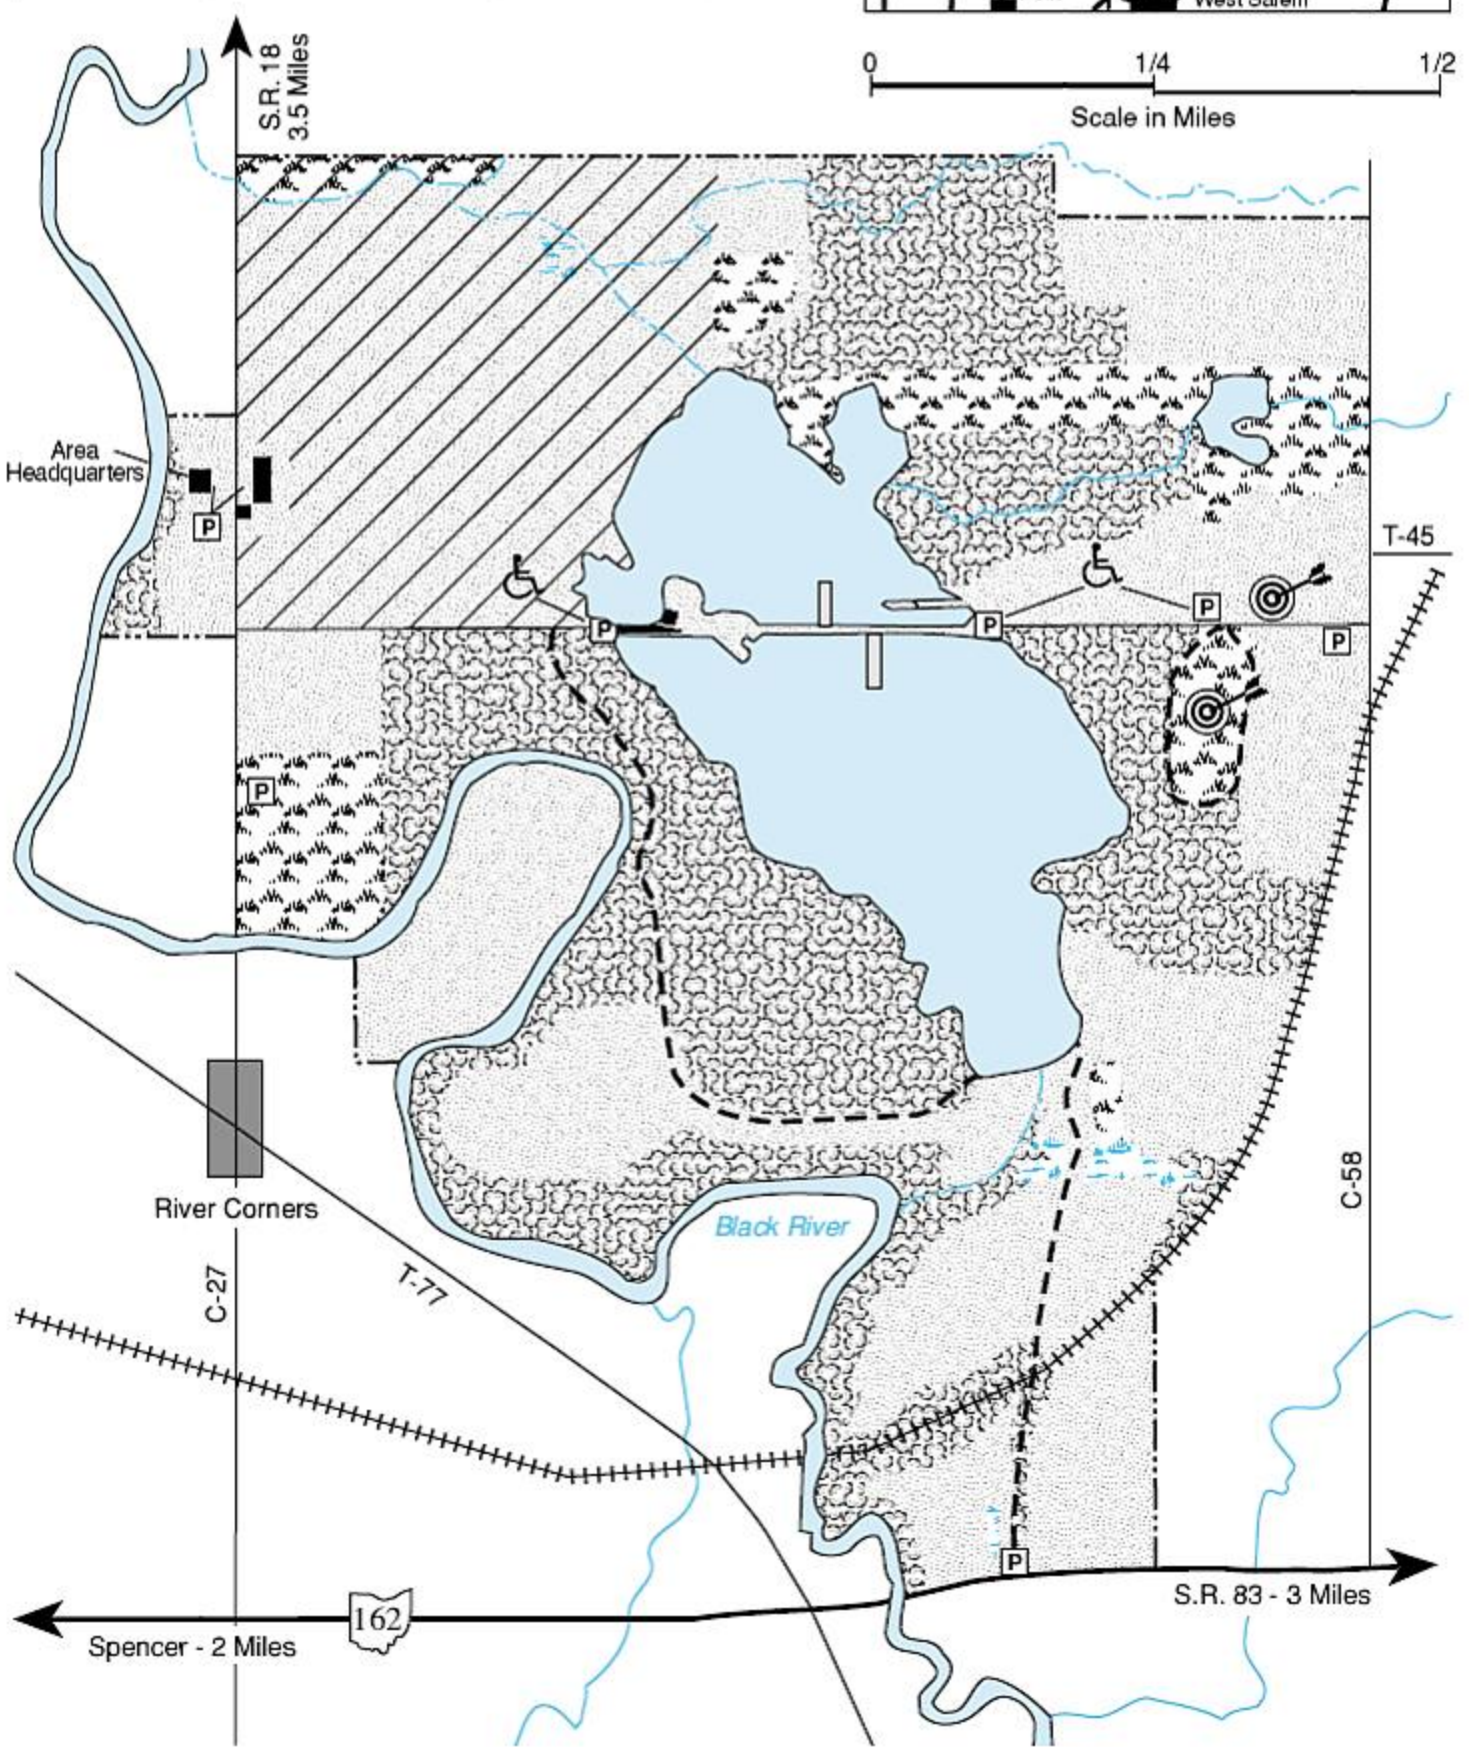 West Salem
S.R. 18
3.5 Miles
0 1/4 1/2
Scale in Miles
Area
Headquarters
P
T-45
P
P
P
P
P
River Corners
Black River
C-58
C-27
T-77
P
162
S.R. 83 - 3 Miles
Spencer - 2 Miles